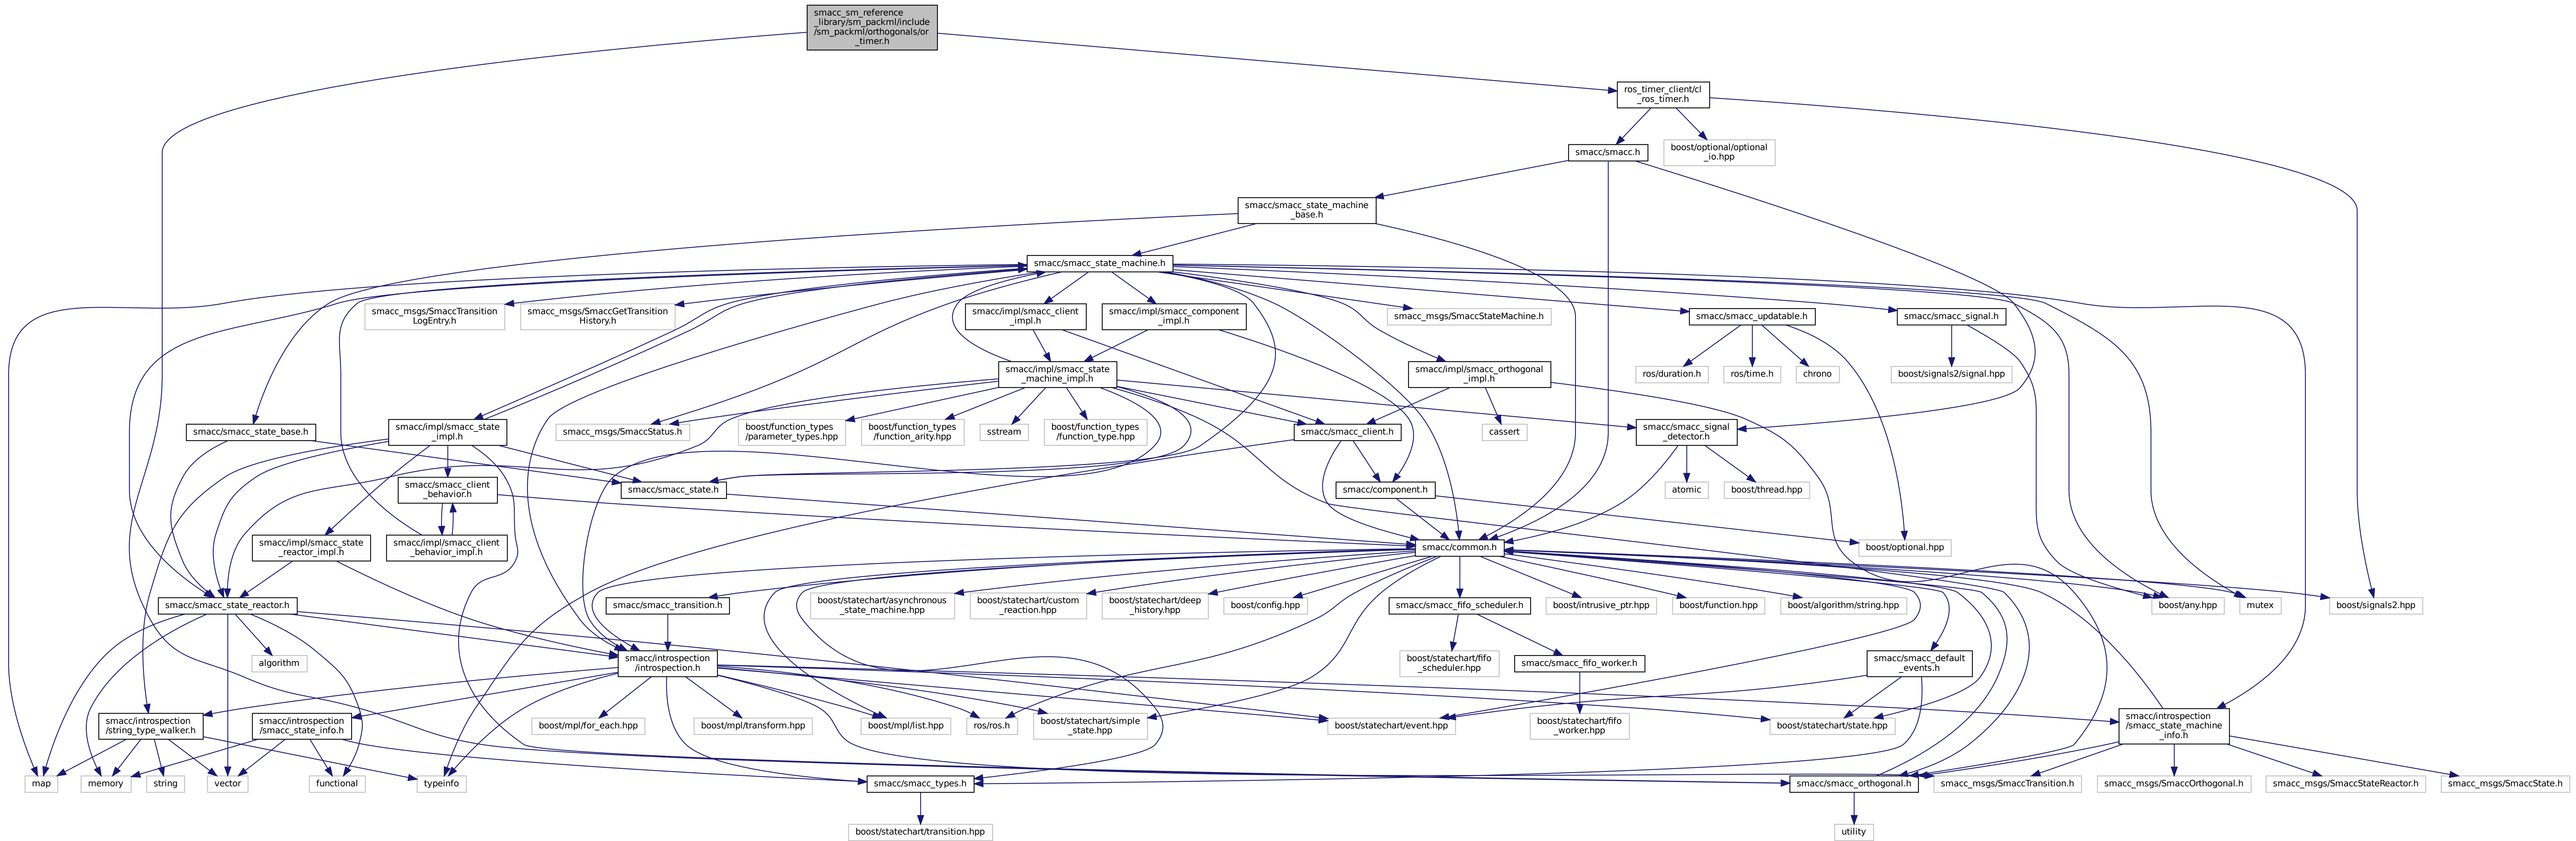 smacc_sm_reference
_library/sm_packml/include
/sm_packml/orthogonals/or
_timer.h
ros_timer_client/cl
_ros_timer.h
smacc/smacc.h
boost/optional/optional
_io.hpp
smacc/smacc_state_machine
_base.h
smacc/smacc_state_machine.h
smacc_msgs/SmaccTransition
LogEntry.h
smacc_msgs/SmaccGetTransition
History.h
smacc/impl/smacc_client
_impl.h
smacc/impl/smacc_component
_impl.h
smacc_msgs/SmaccStateMachine.h
smacc/smacc_updatable.h
smacc/smacc_signal.h
smacc/impl/smacc_state
_machine_impl.h
smacc/impl/smacc_orthogonal
_impl.h
ros/duration.h
ros/time.h
chrono
boost/signals2/signal.hpp
smacc/smacc_state_base.h
smacc/impl/smacc_state
_impl.h
smacc_msgs/SmaccStatus.h
boost/function_types
/parameter_types.hpp
boost/function_types
/function_arity.hpp
sstream
boost/function_types
/function_type.hpp
smacc/smacc_client.h
cassert
smacc/smacc_signal
_detector.h
smacc/smacc_client
_behavior.h
smacc/smacc_state.h
smacc/component.h
atomic
boost/thread.hpp
smacc/impl/smacc_state
_reactor_impl.h
smacc/impl/smacc_client
_behavior_impl.h
smacc/common.h
boost/optional.hpp
smacc/smacc_state_reactor.h
smacc/smacc_transition.h
boost/statechart/asynchronous
_state_machine.hpp
boost/statechart/custom
_reaction.hpp
boost/statechart/deep
_history.hpp
boost/config.hpp
smacc/smacc_fifo_scheduler.h
boost/intrusive_ptr.hpp
boost/function.hpp
boost/algorithm/string.hpp
boost/any.hpp
mutex
boost/signals2.hpp
algorithm
smacc/introspection
/introspection.h
boost/statechart/fifo
_scheduler.hpp
smacc/smacc_fifo_worker.h
smacc/smacc_default
_events.h
smacc/introspection
/string_type_walker.h
smacc/introspection
/smacc_state_info.h
boost/mpl/for_each.hpp
boost/mpl/transform.hpp
boost/mpl/list.hpp
ros/ros.h
boost/statechart/simple
_state.hpp
boost/statechart/event.hpp
boost/statechart/fifo
_worker.hpp
boost/statechart/state.hpp
smacc/introspection
/smacc_state_machine
_info.h
map
memory
string
vector
functional
typeinfo
smacc/smacc_types.h
smacc/smacc_orthogonal.h
smacc_msgs/SmaccTransition.h
smacc_msgs/SmaccOrthogonal.h
smacc_msgs/SmaccStateReactor.h
smacc_msgs/SmaccState.h
boost/statechart/transition.hpp
utility